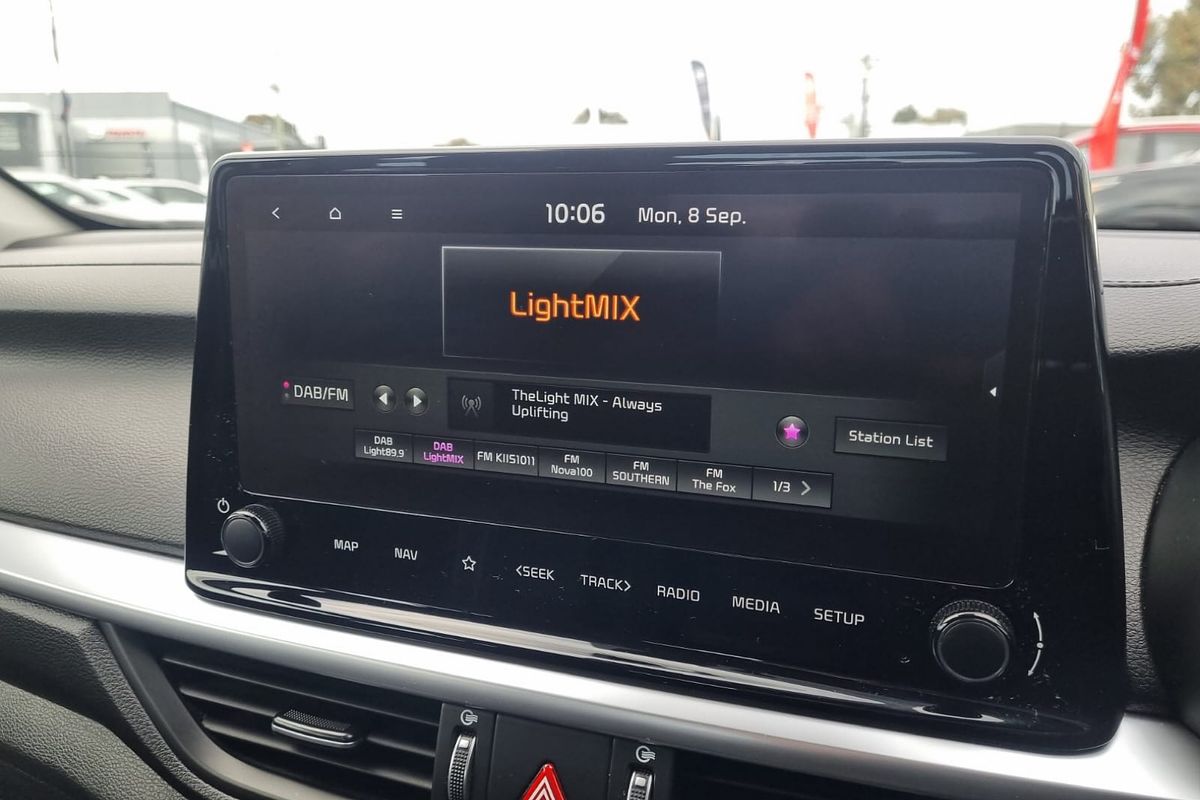 10:06 Mon, 8 Sep.
LightMIX
DAB/FM
TheLight MIX - Always
Uplifting
Station List
DAB
Light89.9
DAB
LightMIX
FM KIIS1011
FM
Nova100
FM
SOUTHERN
FM
The Fox
1/3
MAP NAV <SEEK TRACK> RADIO MEDIA SETUP